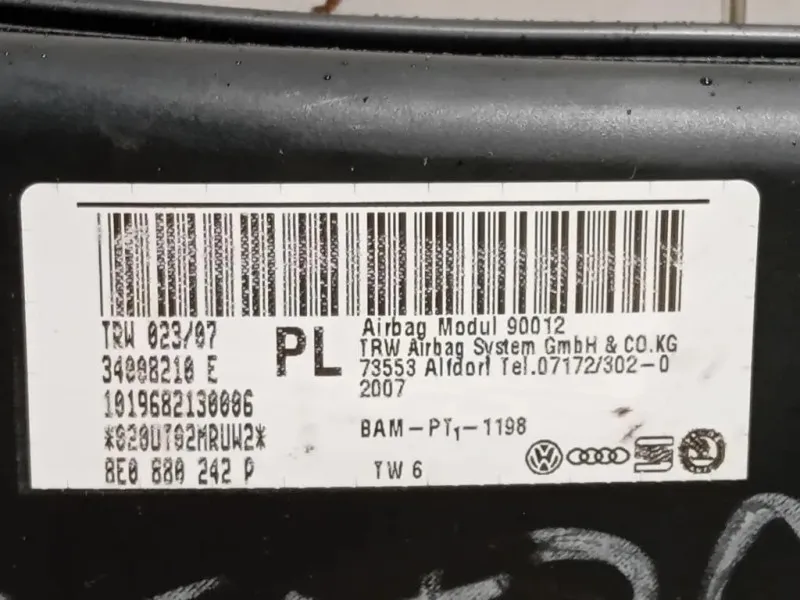 TRW 023/07
34008210 E
1019682130006
*020UT02MRUW2*
8E0 880 242 P
PL
Airbag Modul 90012
TRW Airbag System GmbH & CO.KG
73553 Alfdorf Tel.07172/302-0
2007
BAM-PT1-1198
TW 6